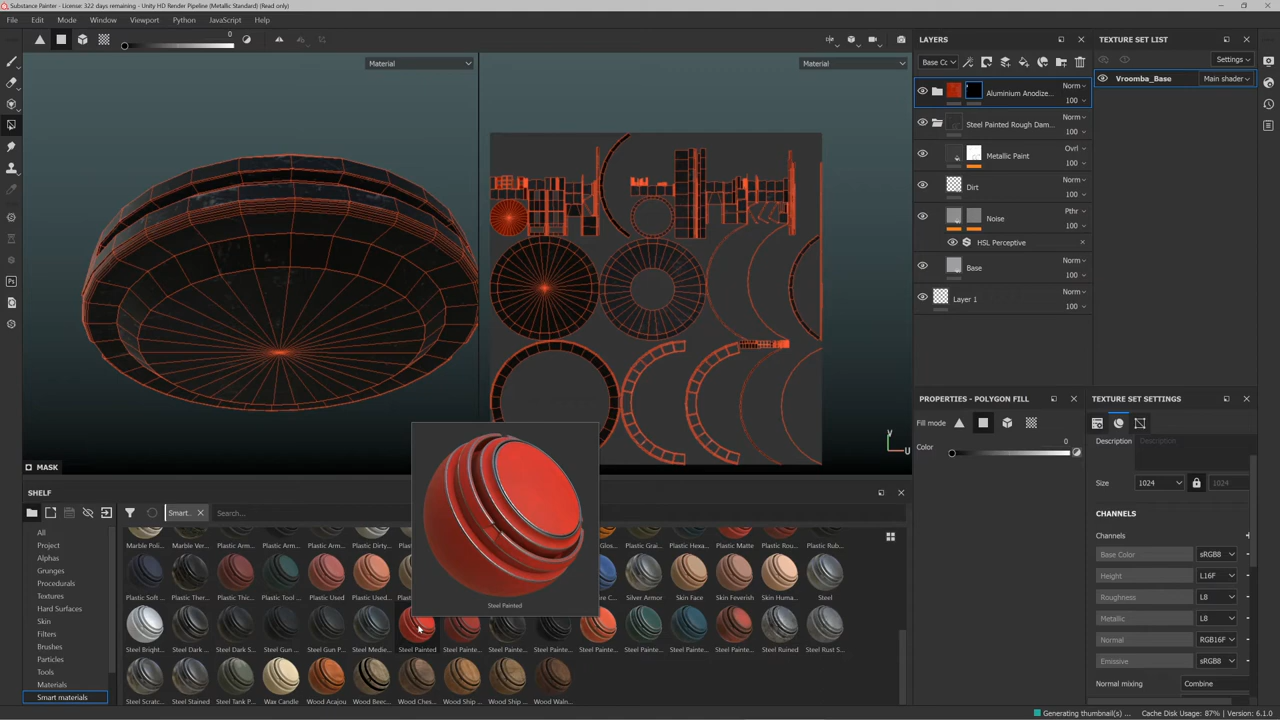 Substance Painter - License: 322 days remaining - Unity HD Render Pipeline (Metallic Standard) (Read only)
File Edit Mode Window Viewport Python JavaScript Help
0
Material
Material
MASK
U
LAYERS
Base Cc
Aluminium Anodize... Norm 100
Steel Painted Rough Dam... Norm 100
Metallic Paint Ovrl 100
Dirt Norm 100
Noise Pthr 100
HSL Perceptive
Base Norm 100
Layer 1 Norm 100
TEXTURE SET LIST
Settings
Vroomba_Base Main shader
PROPERTIES - POLYGON FILL
Fill mode
Color 0
TEXTURE SET SETTINGS
Description Description
Size 1024 1024
CHANNELS
Channels
Base Color sRGB8
Height L16F
Roughness L8
Metallic L8
Normal RGB16F
Emissive sRGB8
Normal mixing Combine
SHELF
Smart... Search...
All
Project
Alphas
Grunges
Procedurals
Textures
Hard Surfaces
Skin
Filters
Brushes
Particles
Tools
Materials
Smart materials
Marble Poli... Marble Ver... Plastic Arm... Plastic Arm... Plastic Arm... Plastic Dirty... Plastic Grai... Plastic Hexa... Plastic Matte Plastic Rou... Plastic Rub...
Plastic Shin... Plastic Ther... Plastic Thic... Plastic Tool ... Plastic Used Plastic Used... Silver Armor Skin Face Skin Feverish Skin Huma... Steel
Steel Bright... Steel Dark ... Steel Dark S... Steel Gun ... Steel Gun P... Steel Medie... Steel Painted Steel Painte... Steel Painte... Steel Painte... Steel Painte... Steel Painte... Steel Painte... Steel Painte... Steel Ruined Steel Rust S...
Steel Scratc... Steel Stained Steel Tank P... Wax Candle Wood Acajou Wood Beec... Wood Ches... Wood Ship ... Wood Ship ... Wood Waln...
Steel Painted
Generating thumbnail(s) ... Cache Disk Usage: 87% | Version: 6.1.0